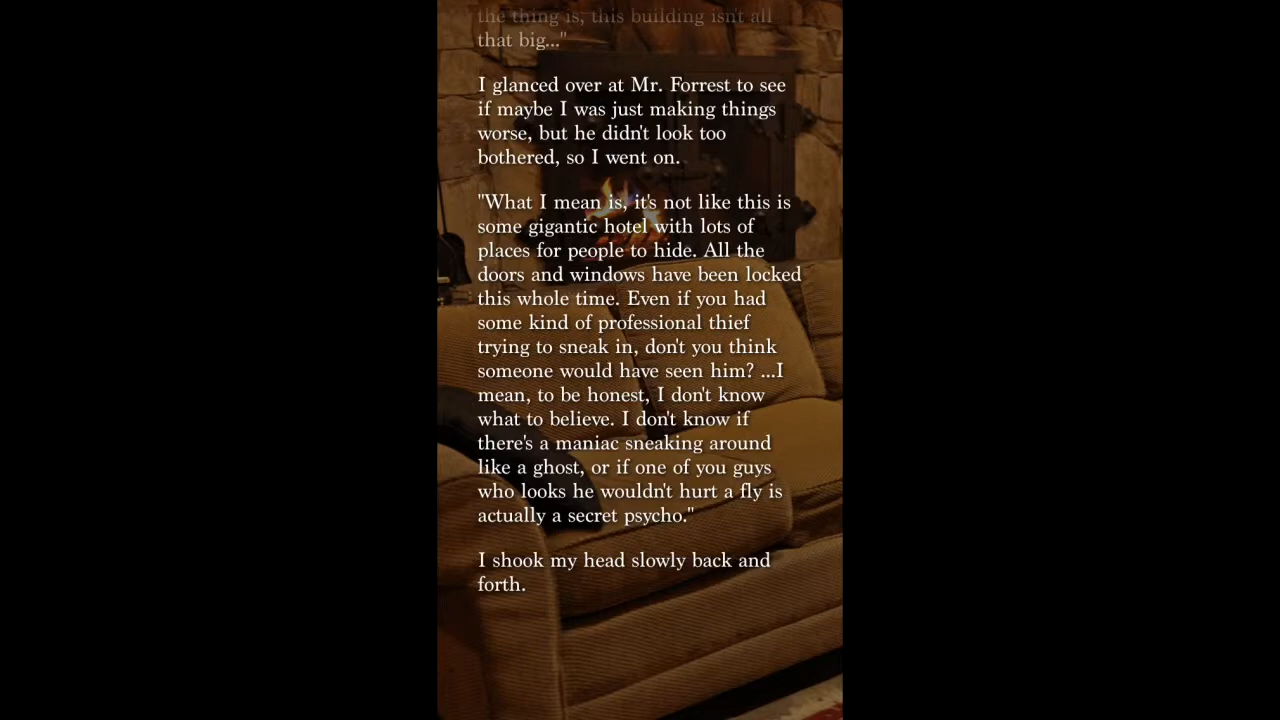 the thing is, this building isn't all
that big..."
I glanced over at Mr. Forrest to see
if maybe I was just making things
worse, but he didn't look too
bothered, so I went on.
"What I mean is, it's not like this is
some gigantic hotel with lots of
places for people to hide. All the
doors and windows have been locked
this whole time. Even if you had
some kind of professional thief
trying to sneak in, don't you think
someone would have seen him? ...I
mean, to be honest, I don't know
what to believe. I don't know if
there's a maniac sneaking around
like a ghost, or if one of you guys
who looks he wouldn't hurt a fly is
actually a secret psycho."
I shook my head slowly back and
forth.